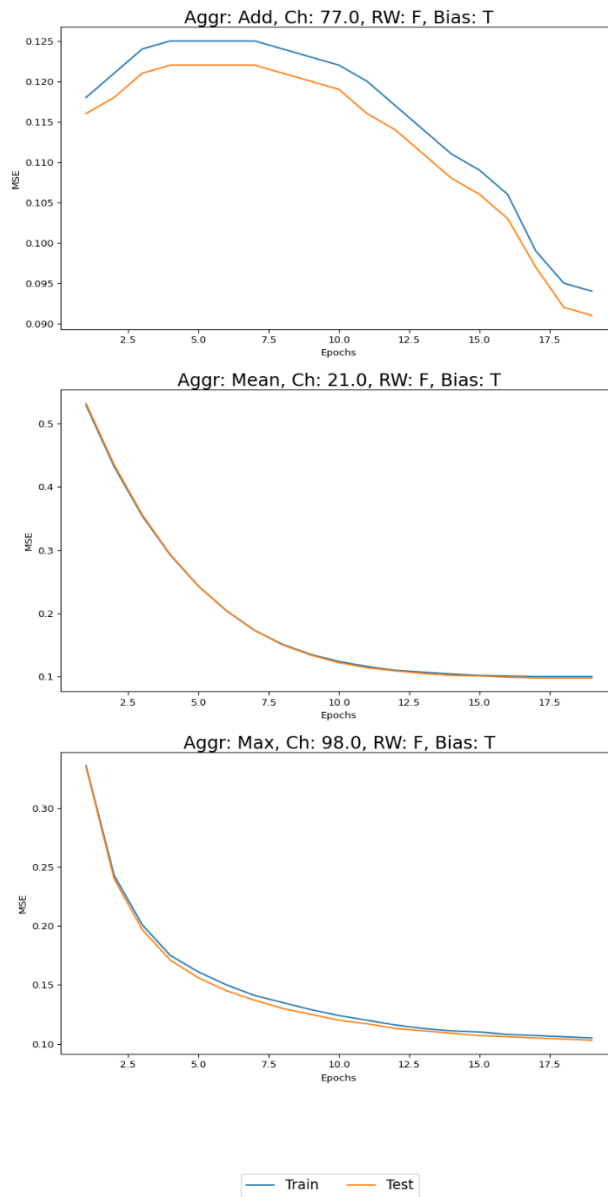 Aggr: Add, Ch: 77.0, RW: F, Bias: T
0.125
0.120
0.115
0.110
0.105
0.100
0.095
0.090
MSE
2.5 5.0 7.5 10.0 12.5 15.0 17.5
Epochs
Aggr: Mean, Ch: 21.0, RW: F, Bias: T
0.5
0.4
0.3
0.2
0.1
MSE
2.5 5.0 7.5 10.0 12.5 15.0 17.5
Epochs
Aggr: Max, Ch: 98.0, RW: F, Bias: T
0.30
0.25
0.20
0.15
0.10
MSE
2.5 5.0 7.5 10.0 12.5 15.0 17.5
Epochs
Train Test